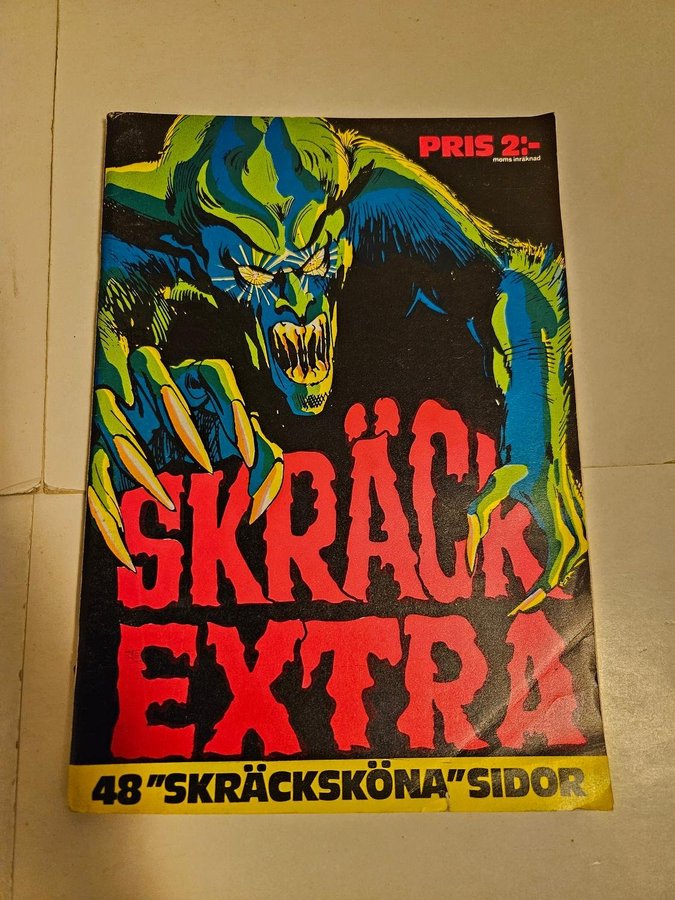 PRIS 2:-
moms inräknad
SKRÄCK
EXTRA
48 "SKRÄCKSKÖNA" SIDOR